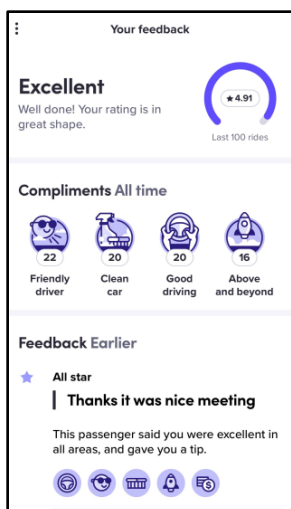 Your feedback
Excellent
Well done! Your rating is in
great shape.
★4.91
Last 100 rides
Compliments All time
22
Friendly
driver
20
Clean
car
20
Good
driving
16
Above
and beyond
Feedback Earlier
All star
Thanks it was nice meeting
This passenger said you were excellent in
all areas, and gave you a tip.